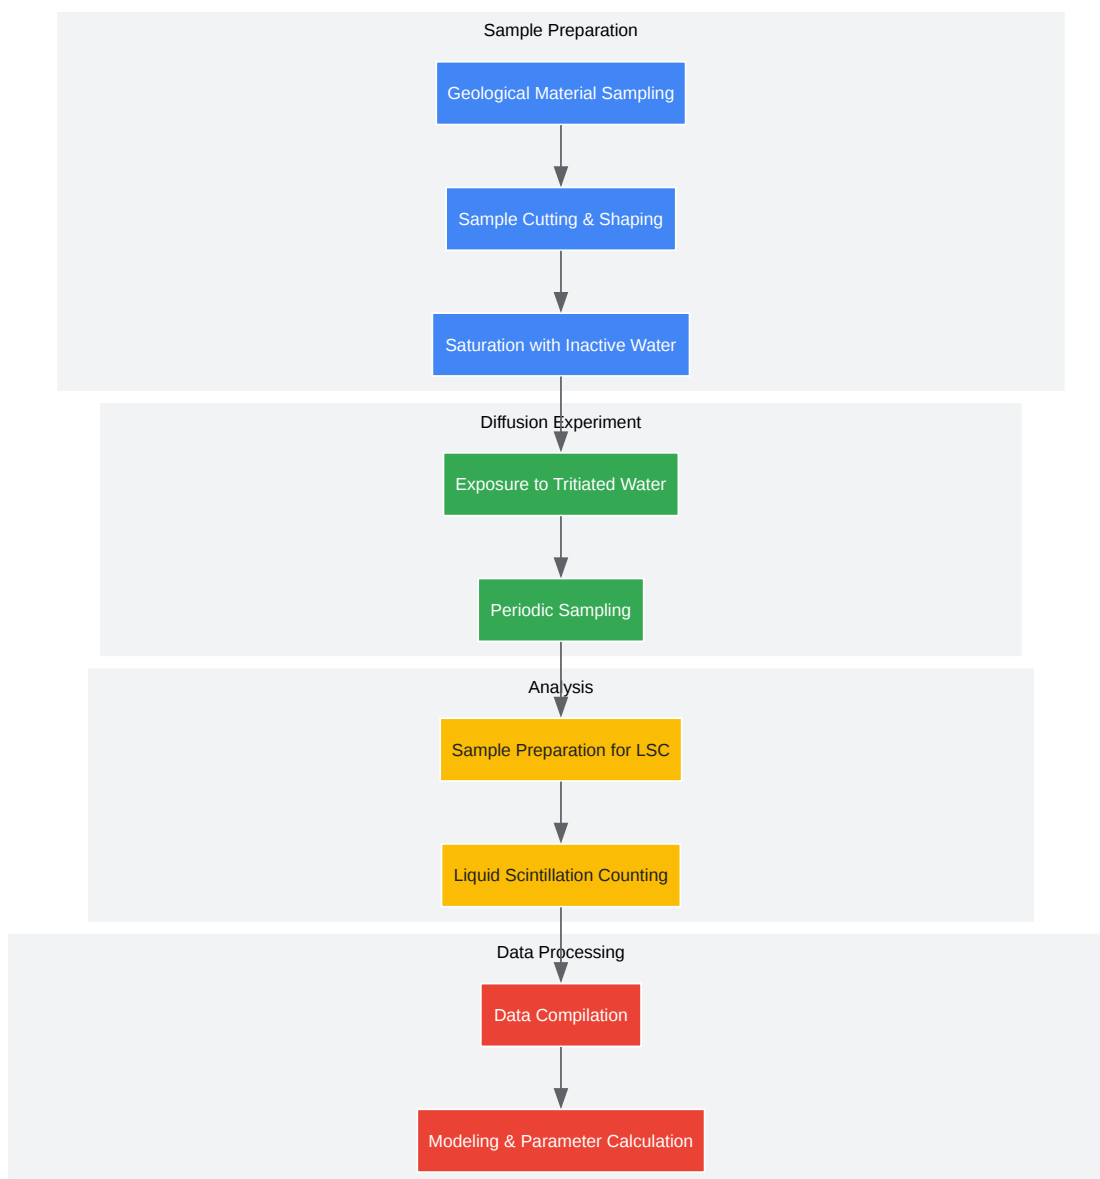 Sample Preparation
Geological Material Sampling
Sample Cutting & Shaping
Saturation with Inactive Water
Diffusion Experiment
Exposure to Tritiated Water
Periodic Sampling
Analysis
Sample Preparation for LSC
Liquid Scintillation Counting
Data Processing
Data Compilation
Modeling & Parameter Calculation